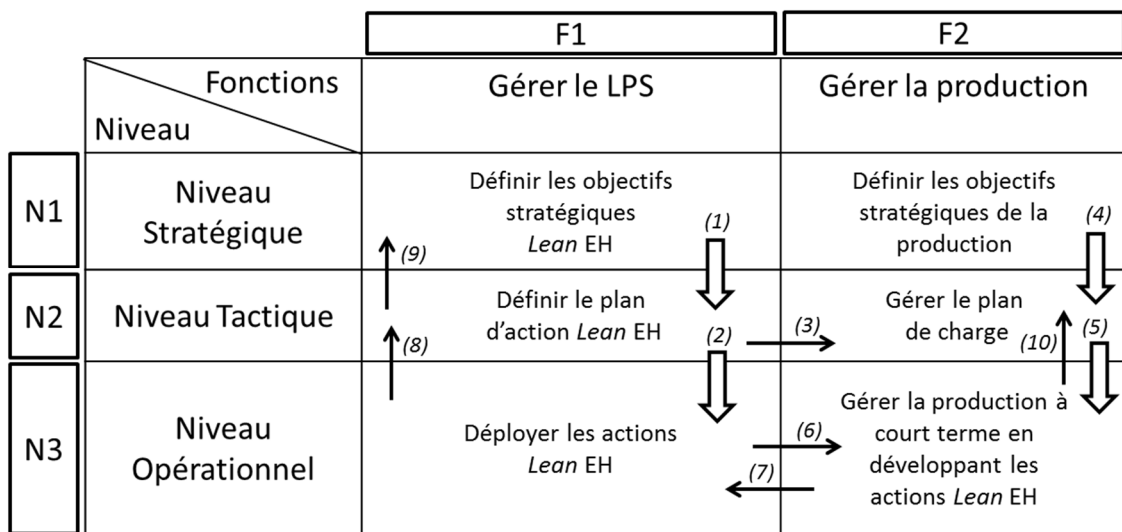 F1
F2
Fonctions
Niveau
Gérer le LPS
Gérer la production
N1
Niveau
Stratégique
Définir les objectifs
stratégiques
Lean EH
(1)
(9)
Définir les objectifs
stratégiques de la
production
(4)
N2
Niveau Tactique
Définir le plan
d’action Lean EH
(8)
(2)
(3)
Gérer le plan
de charge
(10)
(5)
N3
Niveau
Opérationnel
Déployer les actions
Lean EH
(6)
(7)
Gérer la production à
court terme en
développant les
actions Lean EH